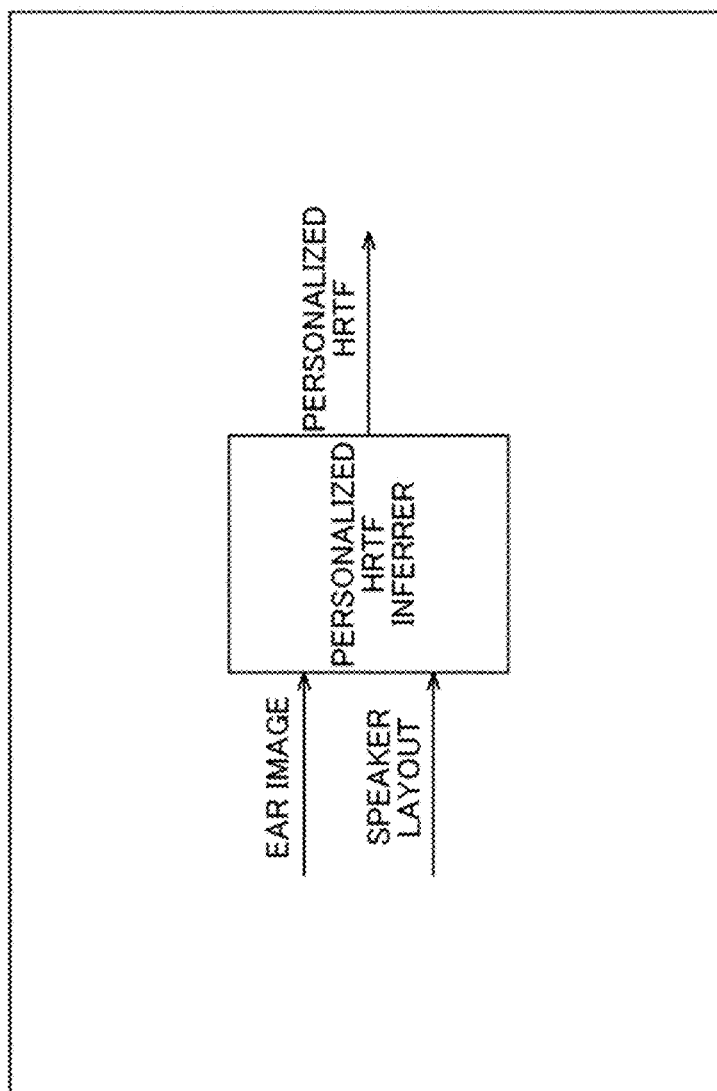 EAR IMAGE
SPEAKER
LAYOUT
PERSONALIZED
HRTF
INFERRER
PERSONALIZED
HRTF